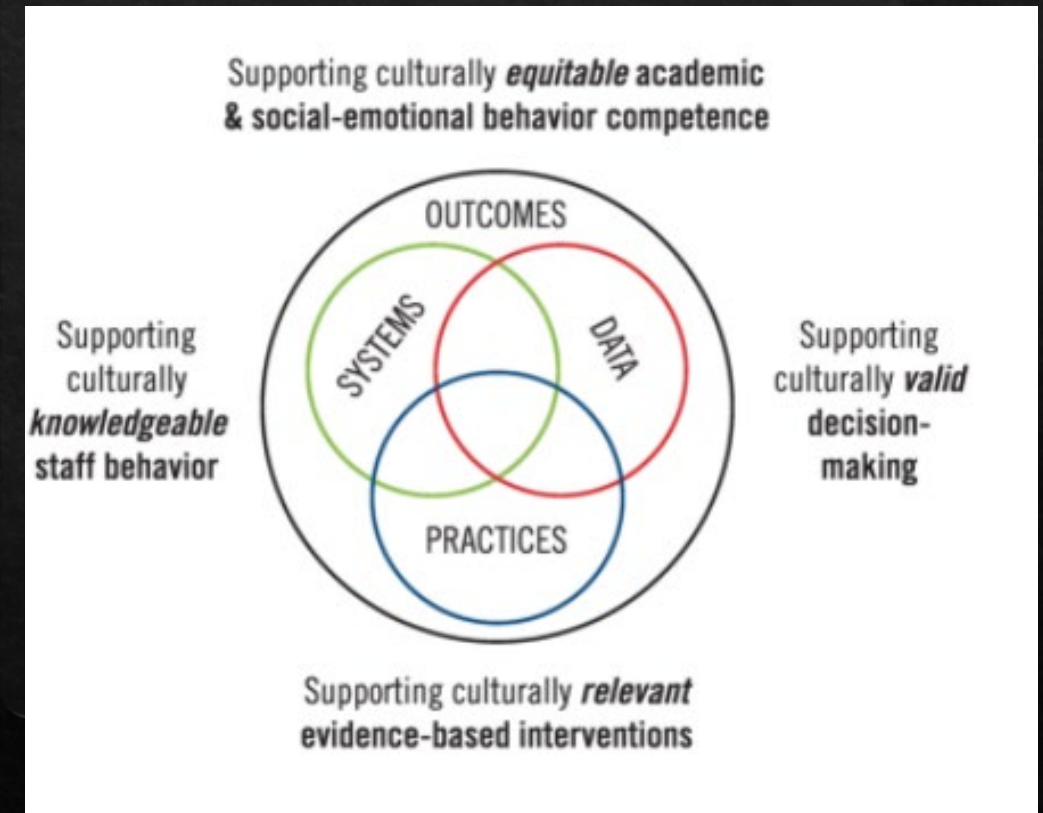 Supporting culturally equitable academic
& social-emotional behavior competence
OUTCOMES
SYSTEMS
DATA
Supporting
culturally
knowledgeable
staff behavior
Supporting
culturally valid
decision-
making
PRACTICES
Supporting culturally relevant
evidence-based interventions